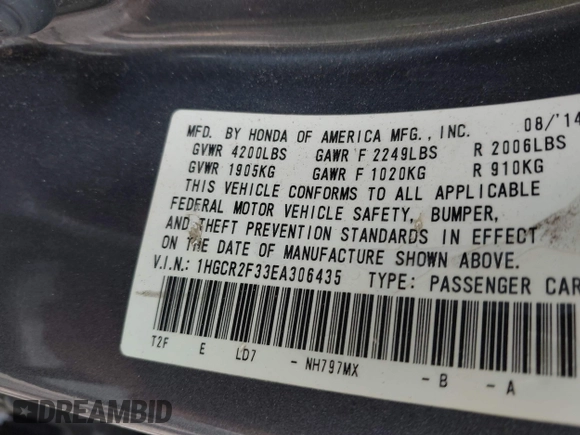 MFD. BY HONDA OF AMERICA MFG., INC. 08/'14
GVWR 4200LBS GAWR F 2249LBS R 2006LBS
GVWR 1905KG GAWR F 1020KG R 910KG
THIS VEHICLE CONFORMS TO ALL APPLICABLE
FEDERAL MOTOR VEHICLE SAFETY, BUMPER,
AND THEFT PREVENTION STANDARDS IN EFFECT
ON THE DATE OF MANUFACTURE SHOWN ABOVE.
V.I.N.: 1HGCR2F33EA306435 TYPE: PASSENGER CAR
T2F E LD7 - NH797MX - B - A
DREAMBID